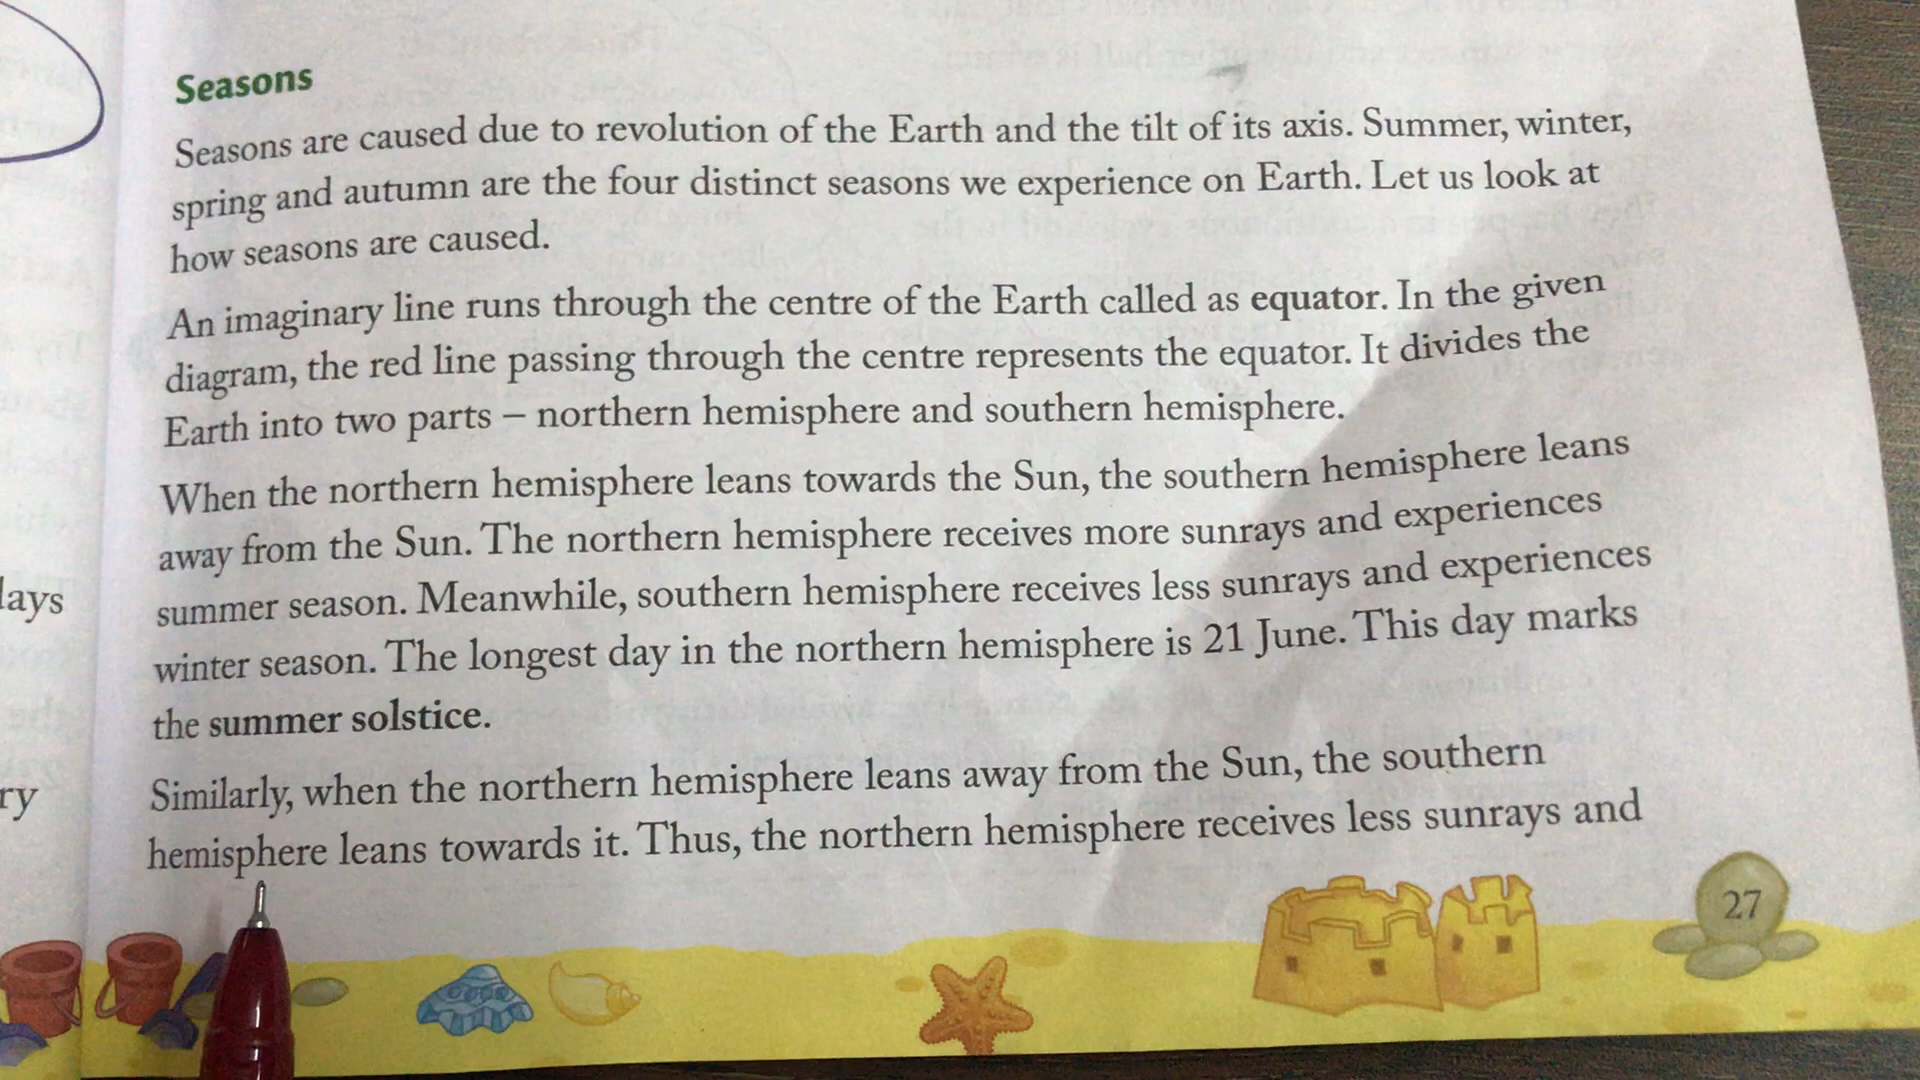 Seasons
Seasons are caused due to revolution of the Earth and the tilt of its axis. Summer, winter,
spring and autumn are the four distinct seasons we experience on Earth. Let us look at
how seasons are caused.
An imaginary line runs through the centre of the Earth called as equator. In the given
diagram, the red line passing through the centre represents the equator. It divides the
Earth into two parts – northern hemisphere and southern hemisphere.
When the northern hemisphere leans towards the Sun, the southern hemisphere leans
away from the Sun. The northern hemisphere receives more sunrays and experiences
summer season. Meanwhile, southern hemisphere receives less sunrays and experiences
winter season. The longest day in the northern hemisphere is 21 June. This day marks
the summer solstice.
Similarly, when the northern hemisphere leans away from the Sun, the southern
hemisphere leans towards it. Thus, the northern hemisphere receives less sunrays and
27